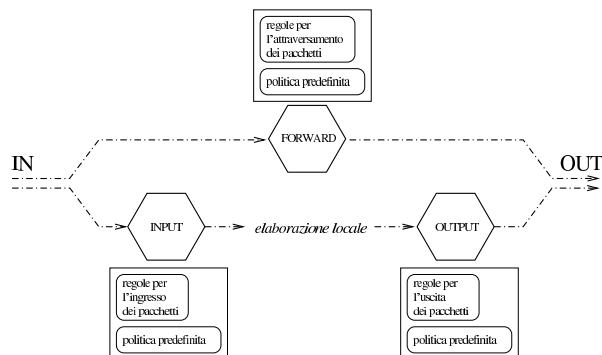 regole per
l'attraversamento
dei pacchetti
politica predefinita
FORWARD
IN
OUT
INPUT
elaborazione locale
OUTPUT
regole per
l'ingresso
dei pacchetti
politica predefinita
regole per
l'uscita
dei pacchetti
politica predefinita